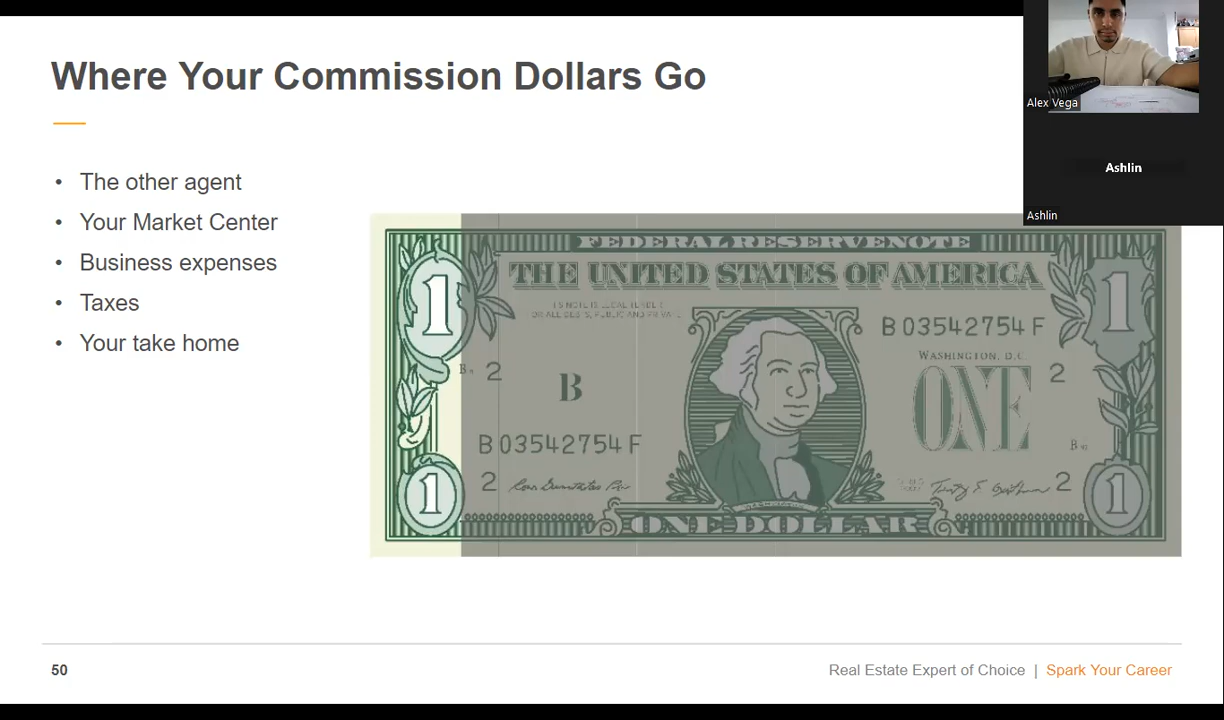 Where Your Commission Dollars Go
Alex Vega
Ashlin
Ashlin
• The other agent
• Your Market Center
• Business expenses
• Taxes
• Your take home
FEDERAL RESERVE NOTE
THE UNITED STATES OF AMERICA
1
1
B 03542754 F
WASHINGTON, D.C.
2
2
B
ONE
B 03542754 F
2
2
1
1
ONE DOLLAR
50
Real Estate Expert of Choice | Spark Your Career